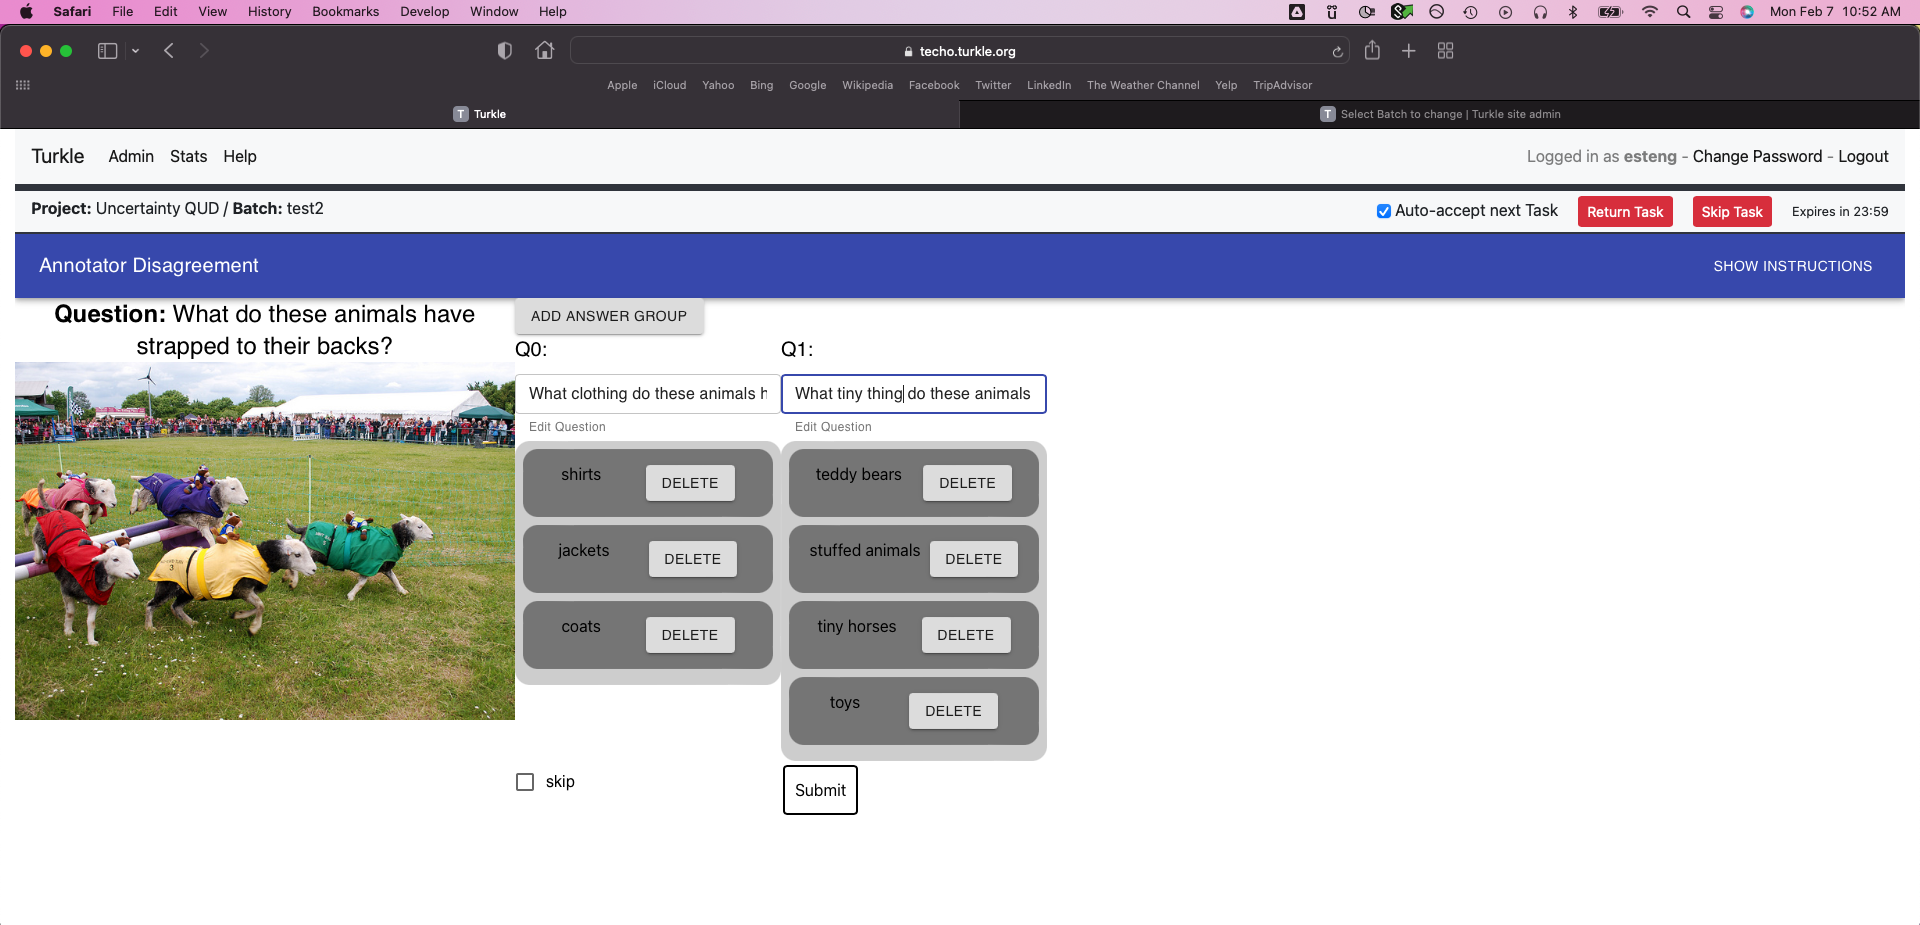 Safari File Edit View History Bookmarks Develop Window Help Mon Feb 7 10:52 AM
techo.turkle.org
Apple iCloud Yahoo Bing Google Wikipedia Facebook Twitter LinkedIn The Weather Channel Yelp TripAdvisor
T Turkle T Select Batch to change | Turkle site admin
Turkle Admin Stats Help Logged in as esteng - Change Password - Logout
Project: Uncertainty QUD / Batch: test2 Auto-accept next Task Return Task Skip Task Expires in 23:59
Annotator Disagreement SHOW INSTRUCTIONS
Question: What do these animals have
strapped to their backs?
ADD ANSWER GROUP
Q0: Q1:
What clothing do these animals h What tiny thing do these animals
Edit Question Edit Question
shirts DELETE teddy bears DELETE
jackets DELETE stuffed animals DELETE
coats DELETE tiny horses DELETE
toys DELETE
3
skip Submit